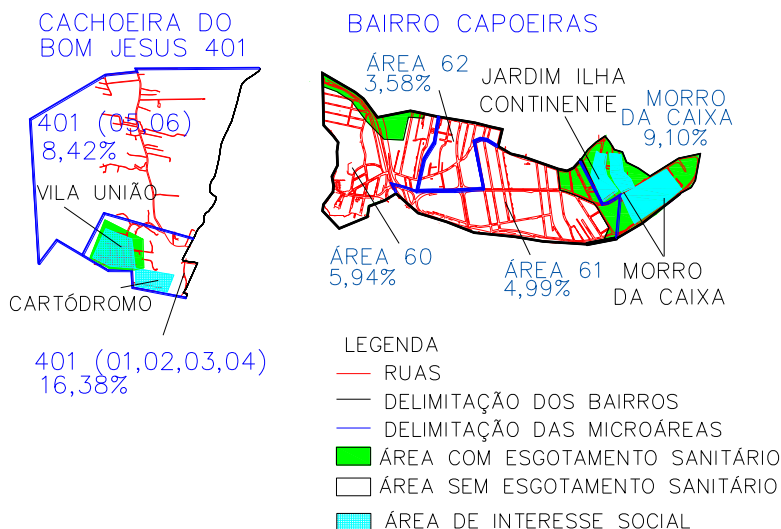 CACHOEIRA DO
BOM JESUS 401
401 (05,06)
8,42%
VILA UNIÃO
CARTÓDROMO
401 (01,02,03,04)
16,38%
BAIRRO CAPOEIRAS
ÁREA 62
3,58%
JARDIM ILHA
CONTINENTE
MORRO
DA CAIXA
9,10%
ÁREA 60
5,94%
ÁREA 61
4,99%
MORRO
DA CAIXA
LEGENDA
RUAS
DELIMITAÇÃO DOS BAIRROS
DELIMITAÇÃO DAS MICROÁREAS
ÁREA COM ESGOTAMENTO SANITÁRIO
ÁREA SEM ESGOTAMENTO SANITÁRIO
ÁREA DE INTERESSE SOCIAL